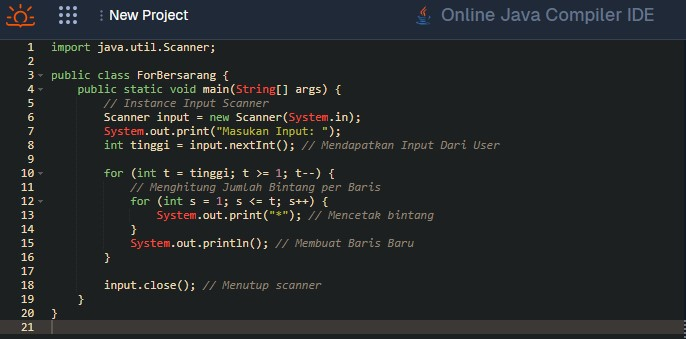 New Project
Online Java Compiler IDE
1 import java.util.Scanner;
2
3 public class ForBersarang {
4 public static void main(String[] args) {
5 // Instance Input Scanner
6 Scanner input = new Scanner(System.in);
7 System.out.print("Masukan Input: ");
8 int tinggi = input.nextInt(); // Mendapatkan Input Dari User
9
10 for (int t = tinggi; t >= 1; t--) {
11 // Menghitung Jumlah Bintang per Baris
12 for (int s = 1; s <= t; s++) {
13 System.out.print("*"); // Mencetak bintang
14 }
15 System.out.println(); // Membuat Baris Baru
16 }
17
18 input.close(); // Menutup scanner
19 }
20 }
21